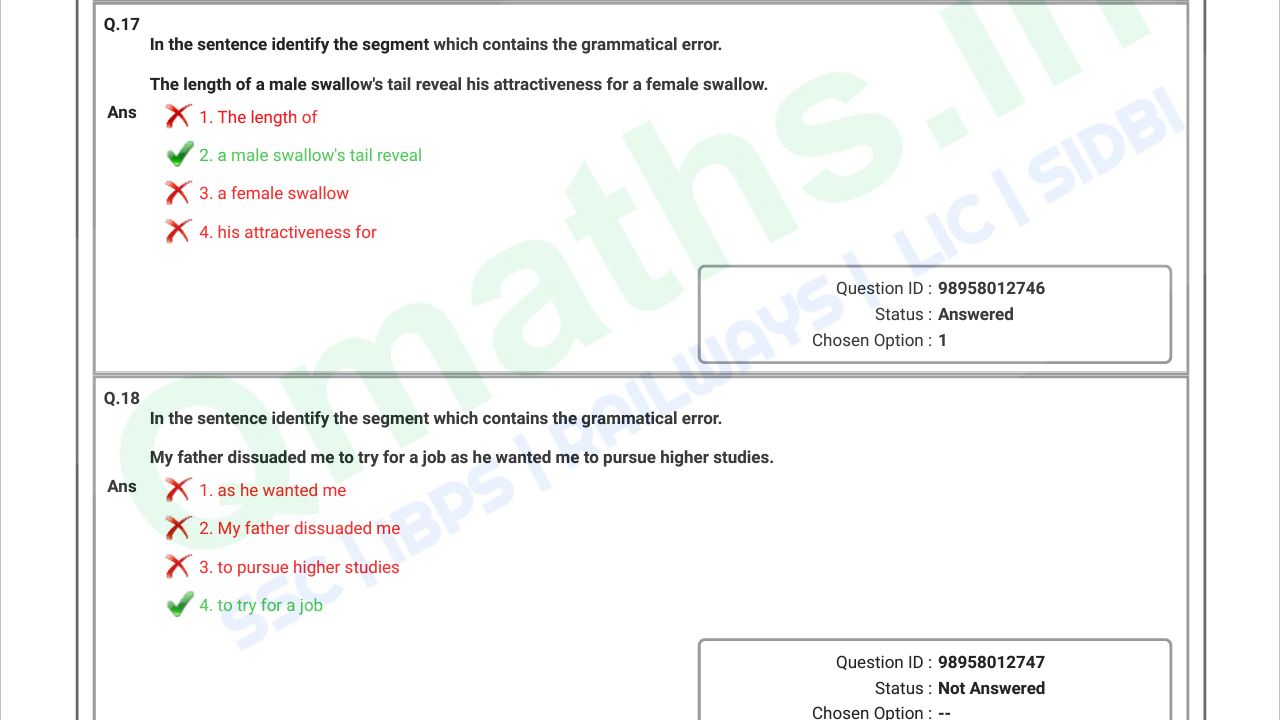 Q.17
In the sentence identify the segment which contains the grammatical error.
The length of a male swallow's tail reveal his attractiveness for a female swallow.
Ans
1. The length of
2. a male swallow's tail reveal
3. a female swallow
4. his attractiveness for
Question ID : 98958012746
Status : Answered
Chosen Option : 1
Q.18
In the sentence identify the segment which contains the grammatical error.
My father dissuaded me to try for a job as he wanted me to pursue higher studies.
Ans
1. as he wanted me
2. My father dissuaded me
3. to pursue higher studies
4. to try for a job
Question ID : 98958012747
Status : Not Answered
Chosen Option : --
Qmaths.in
SSC | IBPS | RAILWAYS | LIC | SIDBI